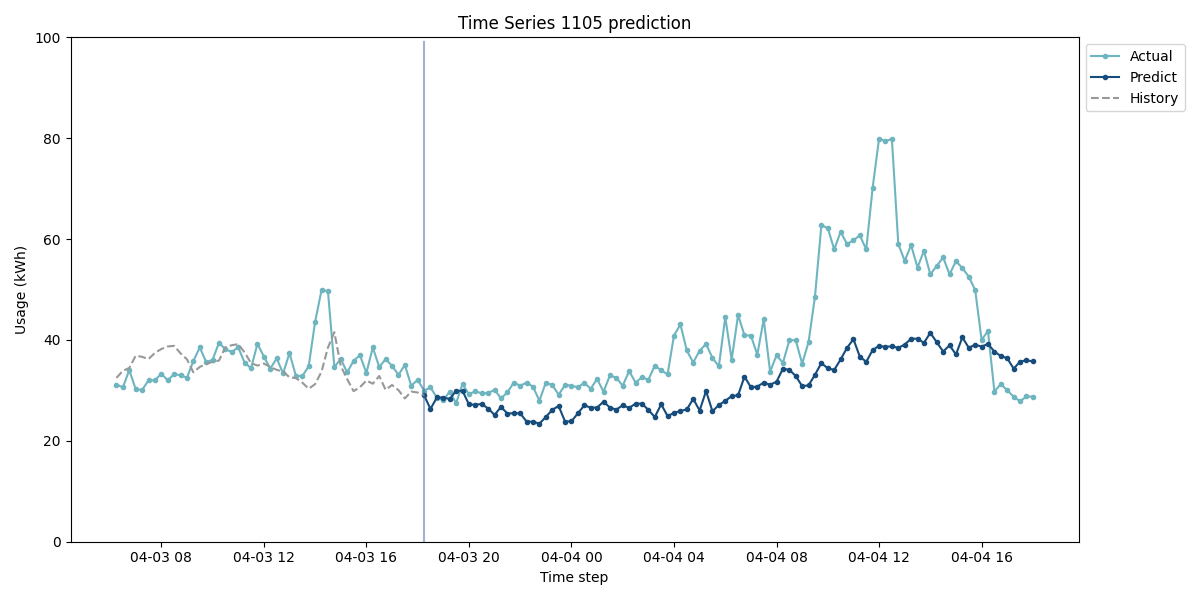 Time Series 1105 prediction
Usage (kWh)
100
80
60
40
20
0
04-03 08
04-03 12
04-03 16
04-03 20
04-04 00
04-04 04
04-04 08
04-04 12
04-04 16
Time step
Actual
Predict
History